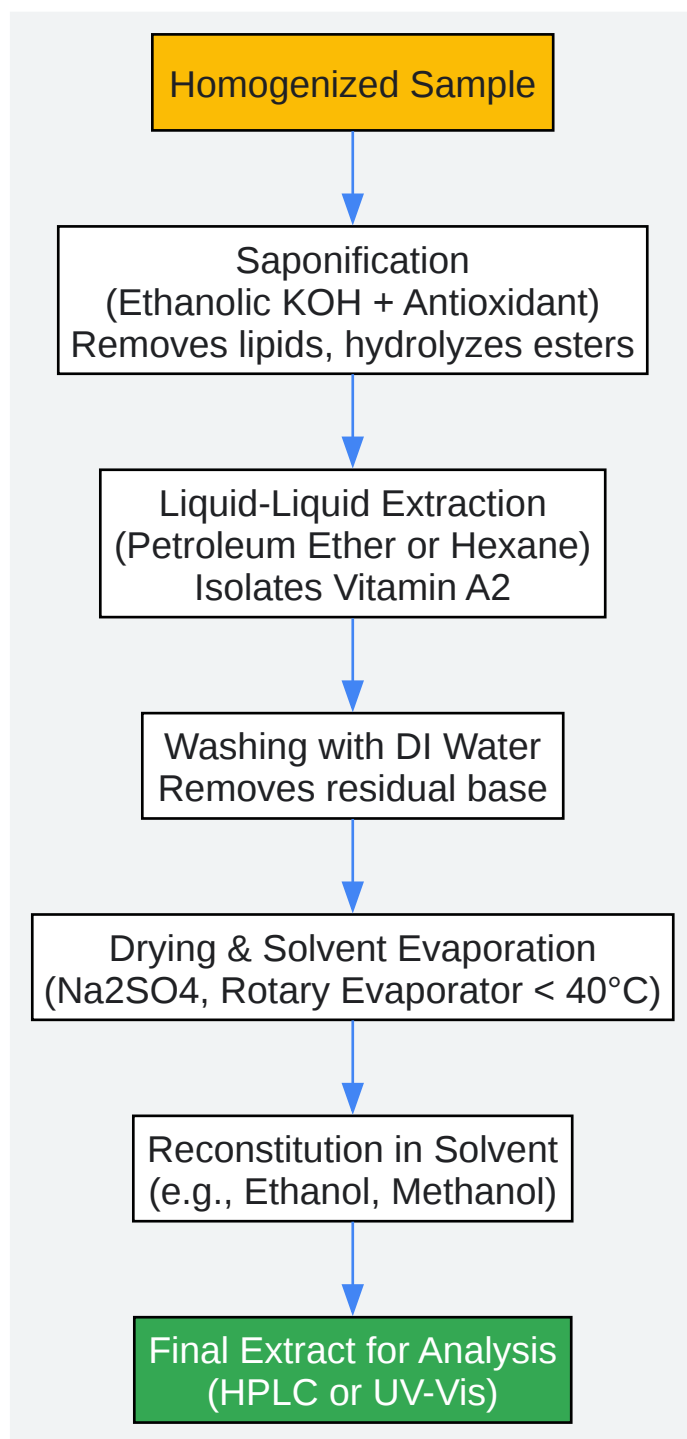 Homogenized Sample
Saponification
(Ethanolic KOH + Antioxidant)
Removes lipids, hydrolyzes esters
Liquid-Liquid Extraction
(Petroleum Ether or Hexane)
Isolates Vitamin A2
Washing with DI Water
Removes residual base
Drying & Solvent Evaporation
(Na2SO4, Rotary Evaporator < 40°C)
Reconstitution in Solvent
(e.g., Ethanol, Methanol)
Final Extract for Analysis
(HPLC or UV-Vis)